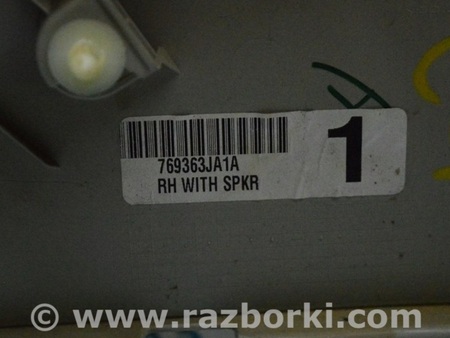 769363JA1A
RH WITH SPKR
1
© www.razborki.com